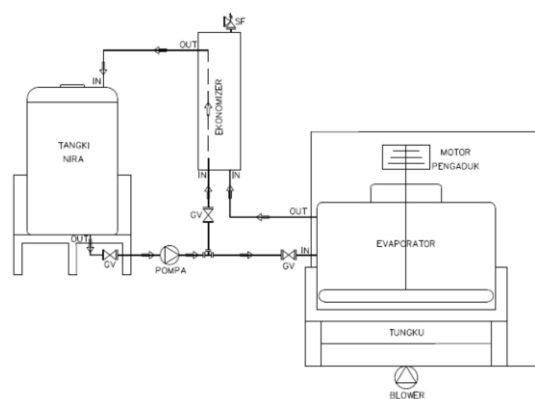 SF
OUT
IN
EKONOMIZER
TANGKI
NIRA
MOTOR
PENGADUK
IN
IN
OUT
GV
EVAPORATOR
OUT
GV
POMPA
GV
IN
TUNGKU
BLOWER